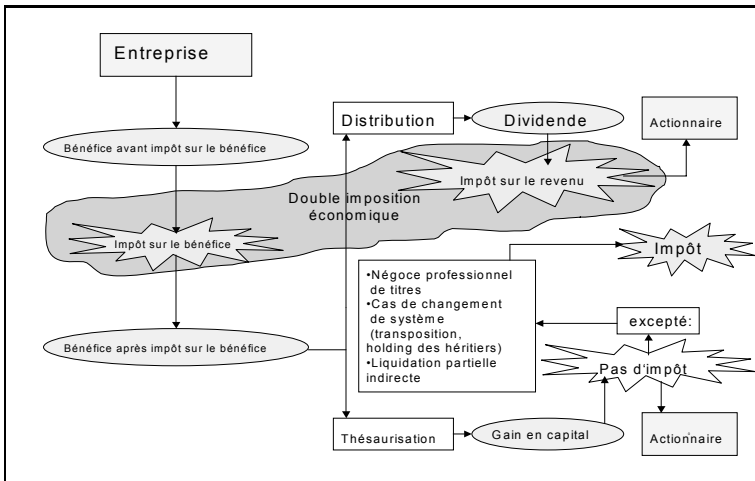 Entreprise
Bénéfice avant impôt sur le bénéfice
Impôt sur le bénéfice
Bénéfice après impôt sur le bénéfice
Double imposition
économique
Distribution
Dividende
Impôt sur le revenu
Actionnaire
Impôt
•Négoce professionnel
de titres
•Cas de changement
de système
(transposition,
holding des héritiers)
•Liquidation partielle
indirecte
excepté:
Pas d'impôt
Thésaurisation
Gain en capital
Actionnaire